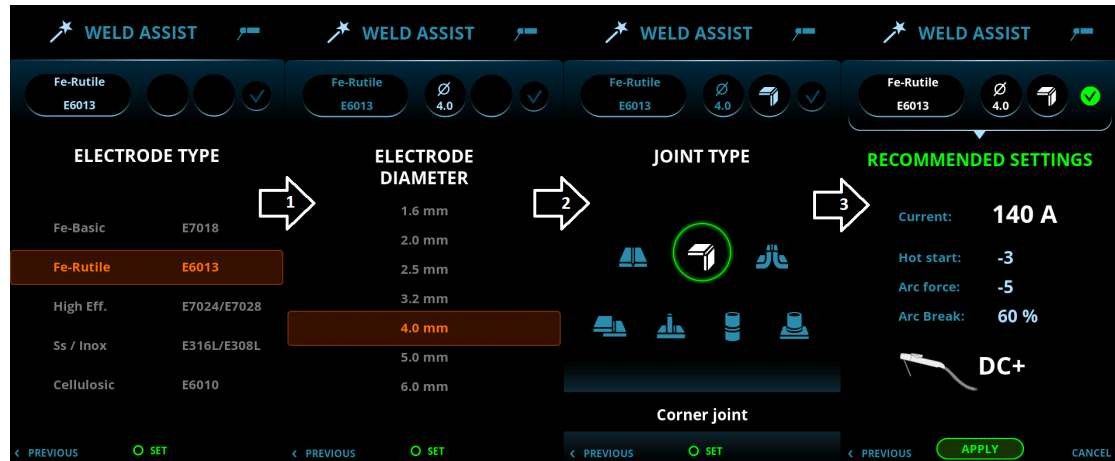 WELD ASSIST
Fe-Rutile
E6013
ELECTRODE TYPE
Fe-Basic E7018
Fe-Rutile E6013
High Eff. E7024/E7028
Ss / Inox E316L/E308L
Cellulosic E6010
‹ PREVIOUS SET
1
WELD ASSIST
Fe-Rutile
E6013
Ø
4.0
ELECTRODE
DIAMETER
1.6 mm
2.0 mm
2.5 mm
3.2 mm
4.0 mm
5.0 mm
6.0 mm
‹ PREVIOUS SET
2
WELD ASSIST
Fe-Rutile
E6013
Ø
4.0
JOINT TYPE
Corner joint
‹ PREVIOUS SET
3
WELD ASSIST
Fe-Rutile
E6013
Ø
4.0
RECOMMENDED SETTINGS
Current: 140 A
Hot start: -3
Arc force: -5
Arc Break: 60 %
DC+
‹ PREVIOUS APPLY CANCEL